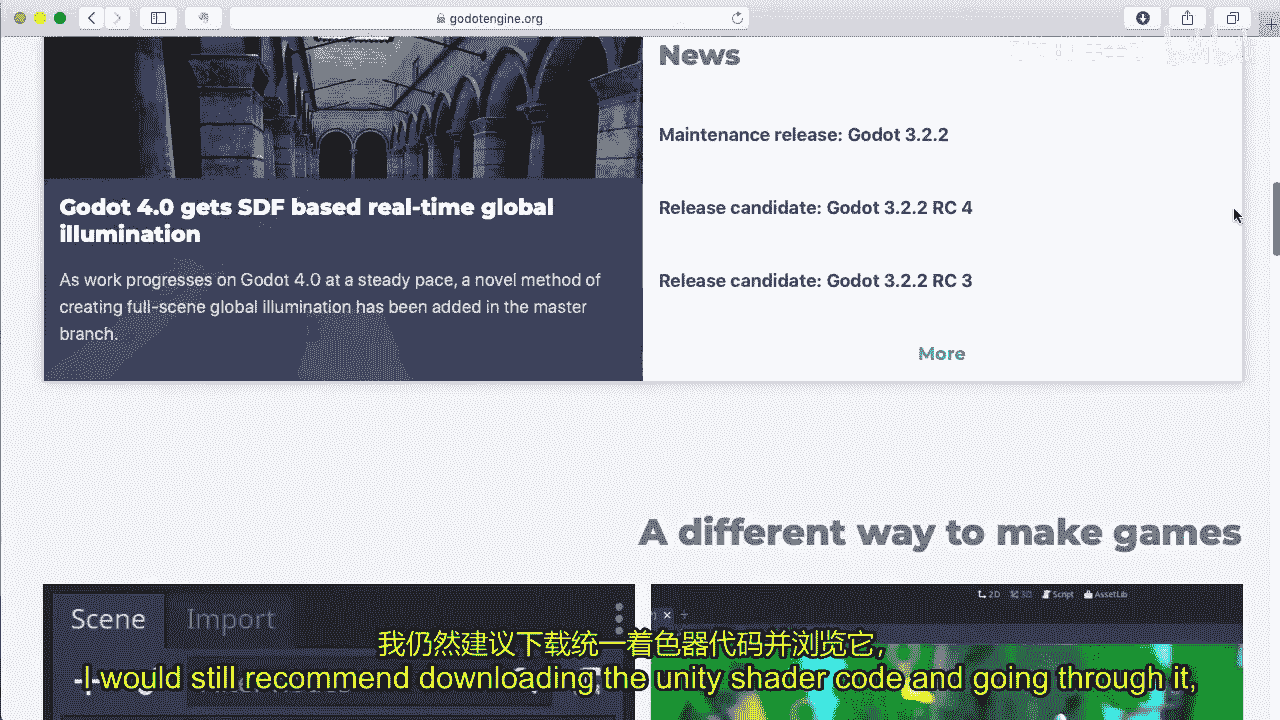 godotengine.org
News
Maintenance release: Godot 3.2.2
Release candidate: Godot 3.2.2 RC 4
Release candidate: Godot 3.2.2 RC 3
More
Godot 4.0 gets SDF based real-time global
illumination
As work progresses on Godot 4.0 at a steady pace, a novel method of
creating full-scene global illumination has been added in the master
branch.
A different way to make games
Scene Import
2D 3D Script AssetLib
我仍然建议下载统一着色器代码并浏览它,
I would still recommend downloading the unity shader code and going through it,